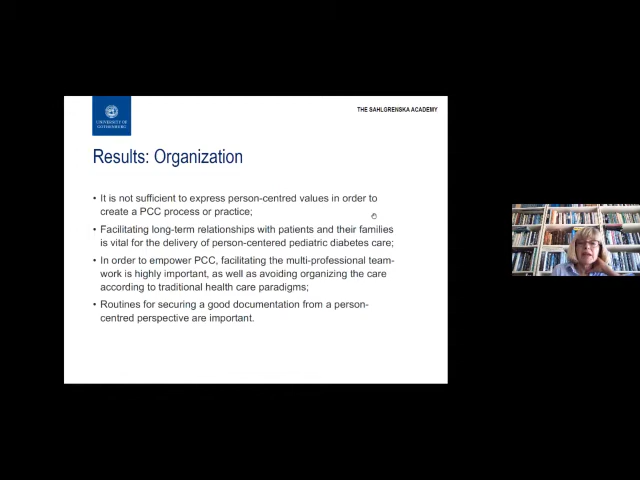 UNIVERSITY OF
GOTHENBURG
THE SAHLGRENSKA ACADEMY
Results: Organization
• It is not sufficient to express person-centred values in order to
create a PCC process or practice;
• Facilitating long-term relationships with patients and their families
is vital for the delivery of person-centered pediatric diabetes care;
• In order to empower PCC, facilitating the multi-professional team-
work is highly important, as well as avoiding organizing the care
according to traditional health care paradigms;
• Routines for securing a good documentation from a person-
centred perspective are important.